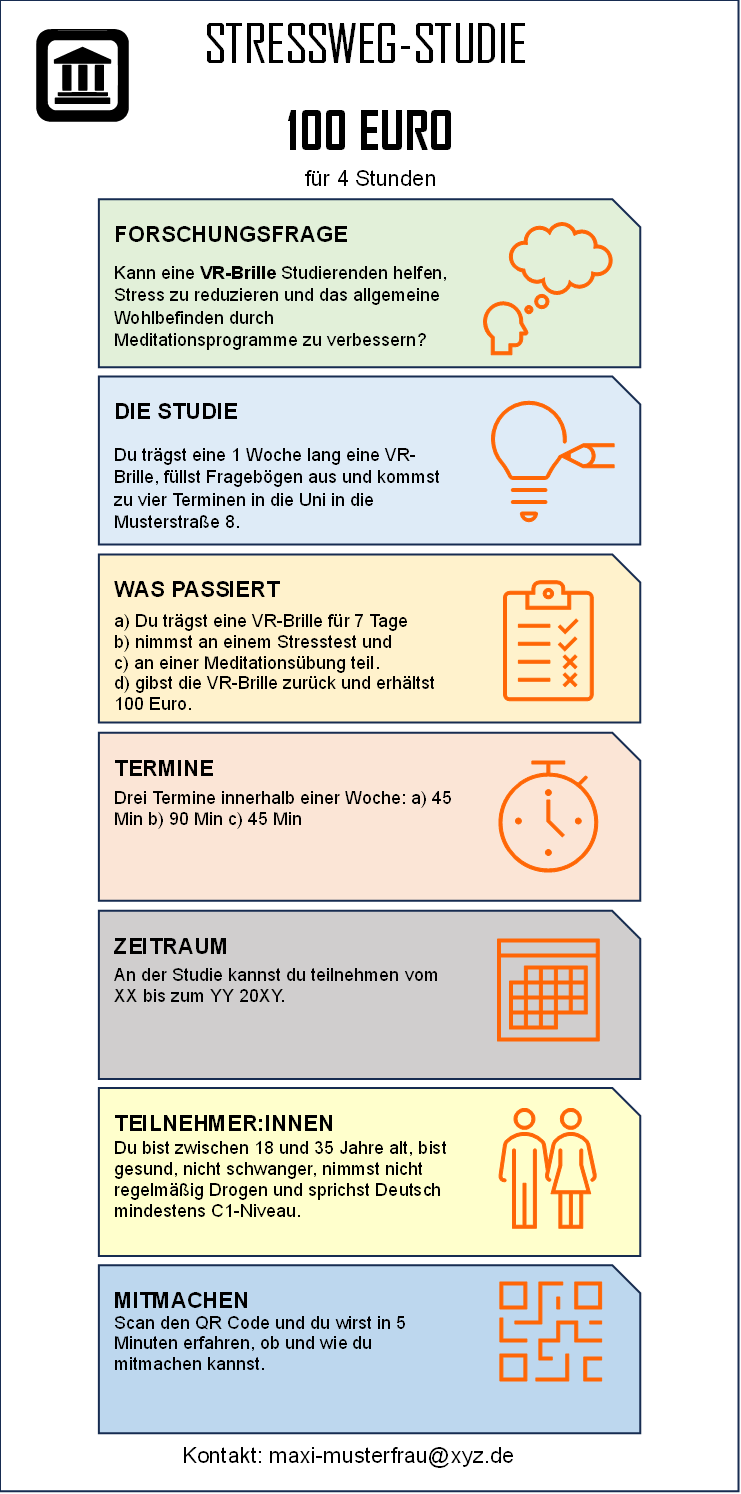 STRESSWEG-STUDIE
100 EURO
für 4 Stunden
FORSCHUNGSFRAGE
Kann eine VR-Brille Studierenden helfen,
Stress zu reduzieren und das allgemeine
Wohlbefinden durch
Meditationsprogramme zu verbessern?
DIE STUDIE
Du trägst eine 1 Woche lang eine VR-
Brille, füllst Fragebögen aus und kommst
zu vier Terminen in die Uni in die
Musterstraße 8.
WAS PASSIERT
a) Du trägst eine VR-Brille für 7 Tage
b) nimmst an einem Stresstest und
c) an einer Meditationsübung teil.
d) gibst die VR-Brille zurück und erhältst
100 Euro.
TERMINE
Drei Termine innerhalb einer Woche: a) 45
Min b) 90 Min c) 45 Min
ZEITRAUM
An der Studie kannst du teilnehmen vom
XX bis zum YY 20XY.
TEILNEHMER:INNEN
Du bist zwischen 18 und 35 Jahre alt, bist
gesund, nicht schwanger, nimmst nicht
regelmäßig Drogen und sprichst Deutsch
mindestens C1-Niveau.
MITMACHEN
Scan den QR Code und du wirst in 5
Minuten erfahren, ob und wie du
mitmachen kannst.
Kontakt: maxi-musterfrau@xyz.de